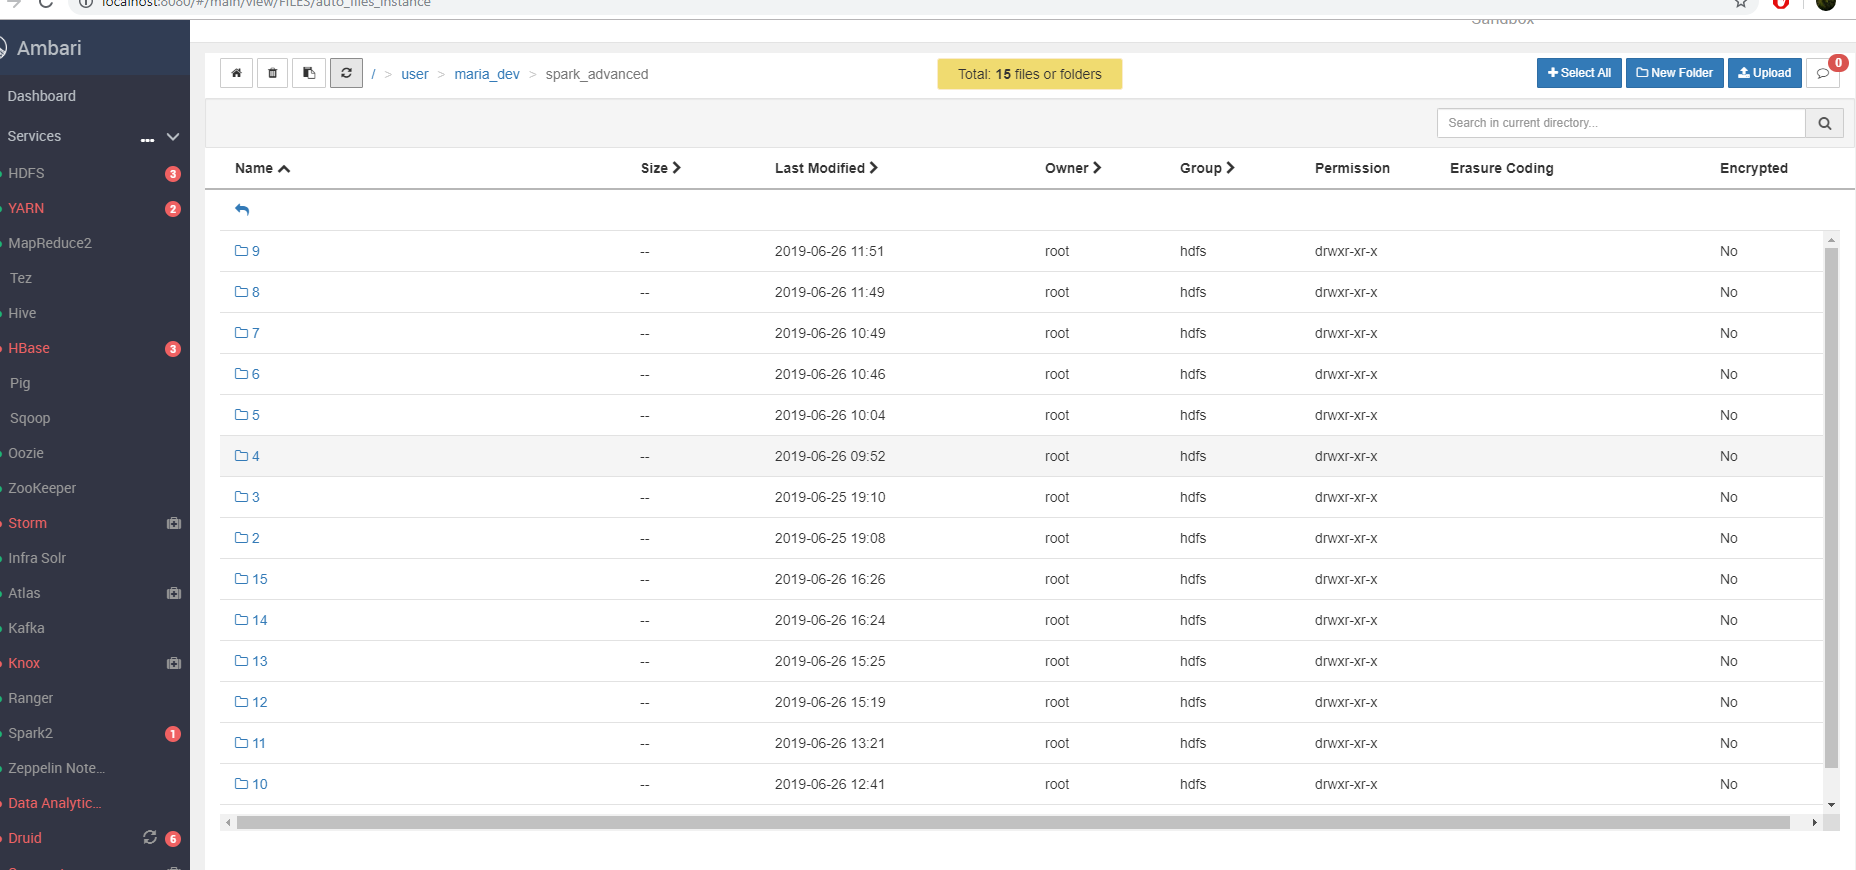 localhost:8080/#/main/view/FILES/auto_files_instance
Sandbox
Ambari
Dashboard
Services
HDFS 3
YARN 2
MapReduce2
Tez
Hive
HBase 3
Pig
Sqoop
Oozie
ZooKeeper
Storm
Infra Solr
Atlas
Kafka
Knox
Ranger
Spark2 1
Zeppelin Note...
Data Analytic...
Druid 6
/ > user > maria_dev > spark_advanced
Total: 15 files or folders
Select All New Folder Upload 0
Search in current directory...
Name Size Last Modified Owner Group Permission Erasure Coding Encrypted
9 -- 2019-06-26 11:51 root hdfs drwxr-xr-x No
8 -- 2019-06-26 11:49 root hdfs drwxr-xr-x No
7 -- 2019-06-26 10:49 root hdfs drwxr-xr-x No
6 -- 2019-06-26 10:46 root hdfs drwxr-xr-x No
5 -- 2019-06-26 10:04 root hdfs drwxr-xr-x No
4 -- 2019-06-26 09:52 root hdfs drwxr-xr-x No
3 -- 2019-06-25 19:10 root hdfs drwxr-xr-x No
2 -- 2019-06-25 19:08 root hdfs drwxr-xr-x No
15 -- 2019-06-26 16:26 root hdfs drwxr-xr-x No
14 -- 2019-06-26 16:24 root hdfs drwxr-xr-x No
13 -- 2019-06-26 15:25 root hdfs drwxr-xr-x No
12 -- 2019-06-26 15:19 root hdfs drwxr-xr-x No
11 -- 2019-06-26 13:21 root hdfs drwxr-xr-x No
10 -- 2019-06-26 12:41 root hdfs drwxr-xr-x No